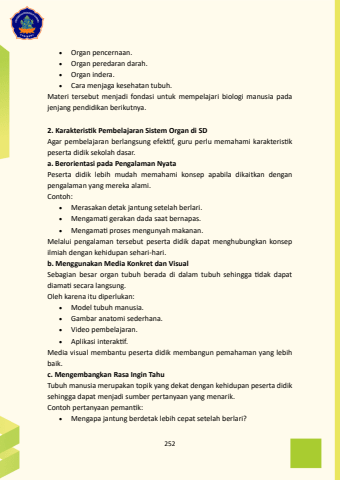 • Organ pencernaan.
• Organ peredaran darah.
• Organ indera.
• Cara menjaga kesehatan tubuh.
Materi tersebut menjadi fondasi untuk mempelajari biologi manusia pada
jenjang pendidikan berikutnya.
2. Karakteristik Pembelajaran Sistem Organ di SD
Agar pembelajaran berlangsung efektif, guru perlu memahami karakteristik
peserta didik sekolah dasar.
a. Berorientasi pada Pengalaman Nyata
Peserta didik lebih mudah memahami konsep apabila dikaitkan dengan
pengalaman yang mereka alami.
Contoh:
• Merasakan detak jantung setelah berlari.
• Mengamati gerakan dada saat bernapas.
• Mengamati proses mengunyah makanan.
Melalui pengalaman tersebut peserta didik dapat menghubungkan konsep
ilmiah dengan kehidupan sehari-hari.
b. Menggunakan Media Konkret dan Visual
Sebagian besar organ tubuh berada di dalam tubuh sehingga tidak dapat
diamati secara langsung.
Oleh karena itu diperlukan:
• Model tubuh manusia.
• Gambar anatomi sederhana.
• Video pembelajaran.
• Aplikasi interaktif.
Media visual membantu peserta didik membangun pemahaman yang lebih
baik.
c. Mengembangkan Rasa Ingin Tahu
Tubuh manusia merupakan topik yang dekat dengan kehidupan peserta didik
sehingga dapat menjadi sumber pertanyaan yang menarik.
Contoh pertanyaan pemantik:
• Mengapa jantung berdetak lebih cepat setelah berlari?
252